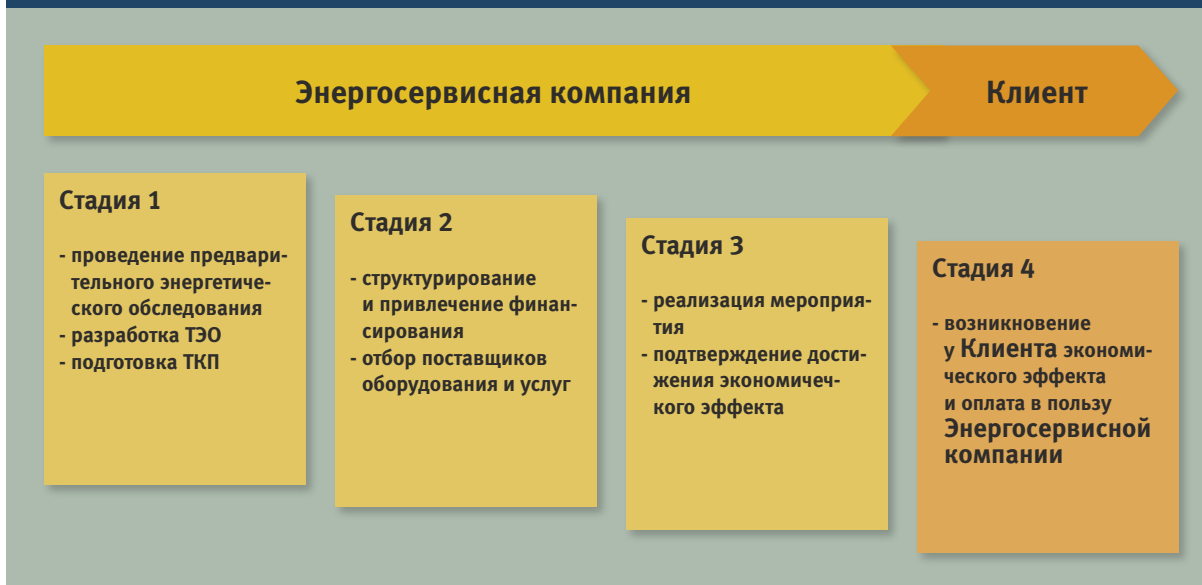 Энергосервисная компания
Клиент
Стадия 1
- проведение предвари-
тельного энергетиче-
ского обследования
- разработка ТЭО
- подготовка ТКП
Стадия 2
- структурирование
и привлечение финан-
сирования
- отбор поставщиков
оборудования и услуг
Стадия 3
- реализация мероприя-
тия
- подтверждение дости-
жения экономичеч-
кого эффекта
Стадия 4
- возникновение
у Клиента экономи-
ческого эффекта
и оплата в пользу
Энергосервисной
компании